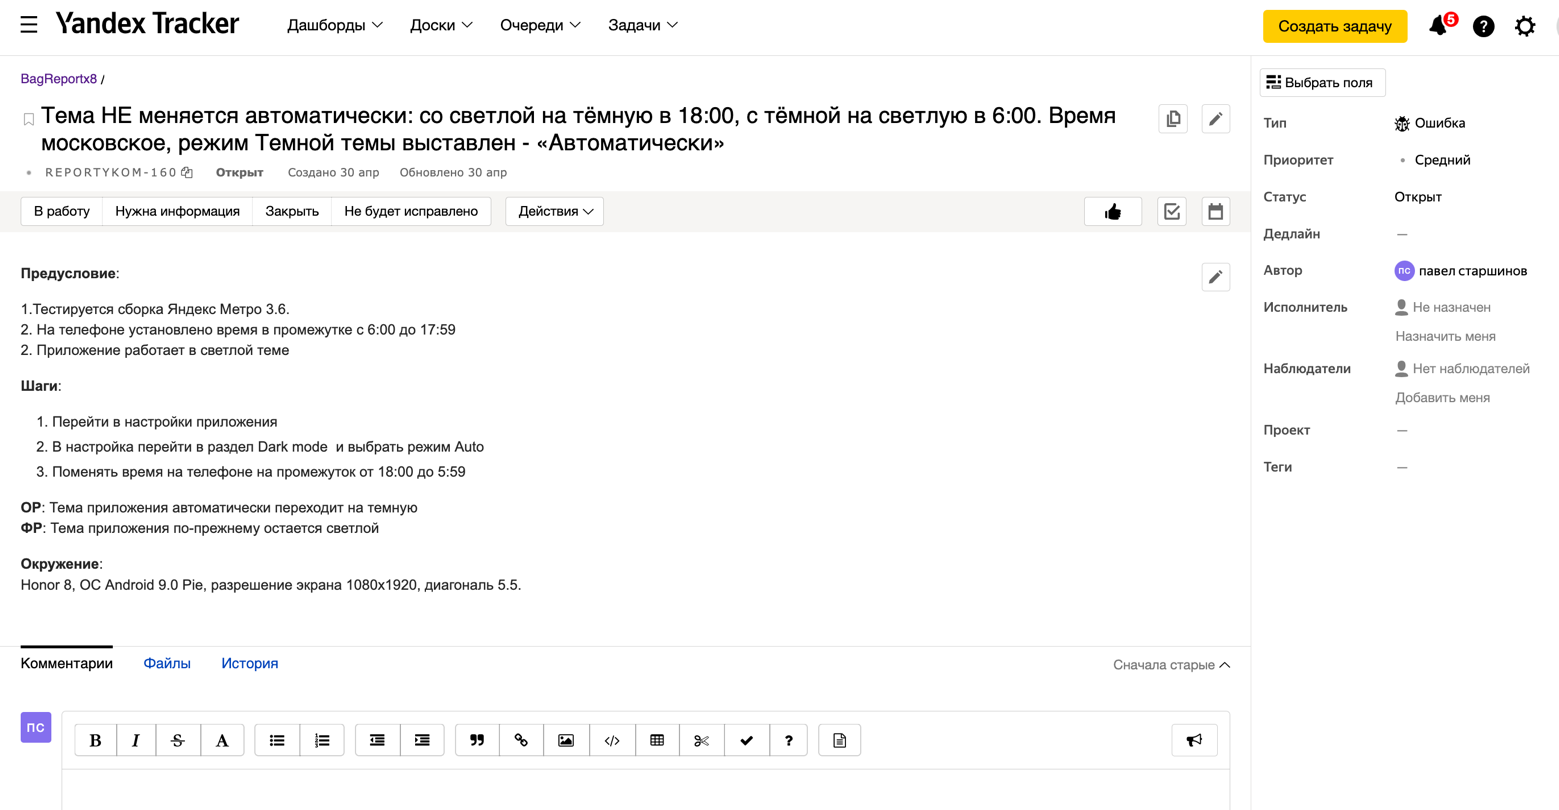 Yandex Tracker
Дашборды
Доски
Очереди
Задачи
Создать задачу
5
?
BagReportx8 /
Тема НЕ меняется автоматически: со светлой на тёмную в 18:00, с тёмной на светлую в 6:00. Время
московское, режим Темной темы выставлен - «Автоматически»
REPORTYKOM-160 Открыт Создано 30 апр Обновлено 30 апр
В работу Нужна информация Закрыть Не будет исправлено Действия
Предусловие:
1.Тестируется сборка Яндекс Метро 3.6.
2. На телефоне установлено время в промежутке с 6:00 до 17:59
2. Приложение работает в светлой теме
Шаги:
1. Перейти в настройки приложения
2. В настройка перейти в раздел Dark mode и выбрать режим Auto
3. Поменять время на телефоне на промежуток от 18:00 до 5:59
ОР: Тема приложения автоматически переходит на темную
ФР: Тема приложения по-прежнему остается светлой
Окружение:
Honor 8, ОС Android 9.0 Pie, разрешение экрана 1080x1920, диагональ 5.5.
Комментарии Файлы История Сначала старые
ПС
B I S A ?
Выбрать поля
Тип Ошибка
Приоритет Средний
Статус Открыт
Дедлайн —
Автор ПС павел старшинов
Исполнитель Не назначен
Назначить меня
Наблюдатели Нет наблюдателей
Добавить меня
Проект —
Теги —